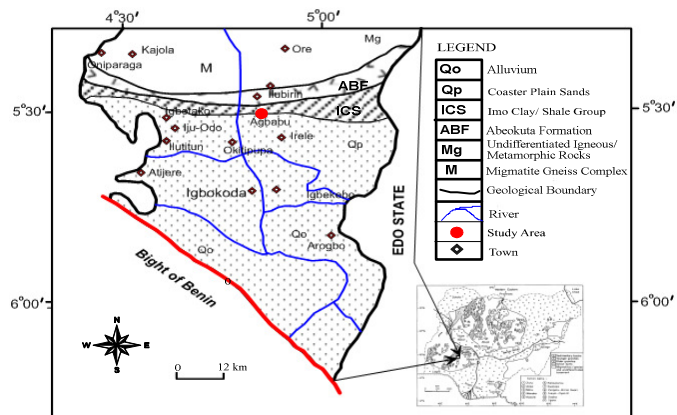 4°30' 5°00'
Mg
Kajola
Ore
Oniparaga
M
LEGEND
Qo Alluvium
Qp Coaster Plain Sands
ICS Imo Clay/ Shale Group
ABF Abeokuta Formation
Mg Undifferentiated Igneous/
Metamorphic Rocks
M Migmatite Gneiss Complex
Geological Boundary
River
Study Area
Town
ABF
Ilubirin
5°30' 5°30'
ICS
Igbotako
Agbabu
Iju-Odo
Irele
Ilutitun
Okitipupa
Qp
Atijere
Igbokoda
Igbekebo
EDO STATE
Qo
Arogbo
Qo
Bight of Benin
0
6°00' 6°00'
N
W E
S
0 12 km